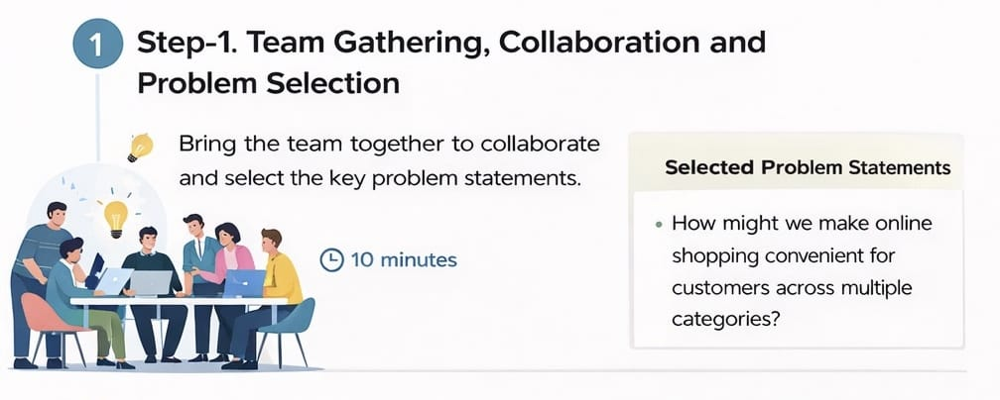 1
Step-1. Team Gathering, Collaboration and
Problem Selection
Bring the team together to collaborate
and select the key problem statements.
10 minutes
Selected Problem Statements
• How might we make online
shopping convenient for
customers across multiple
categories?